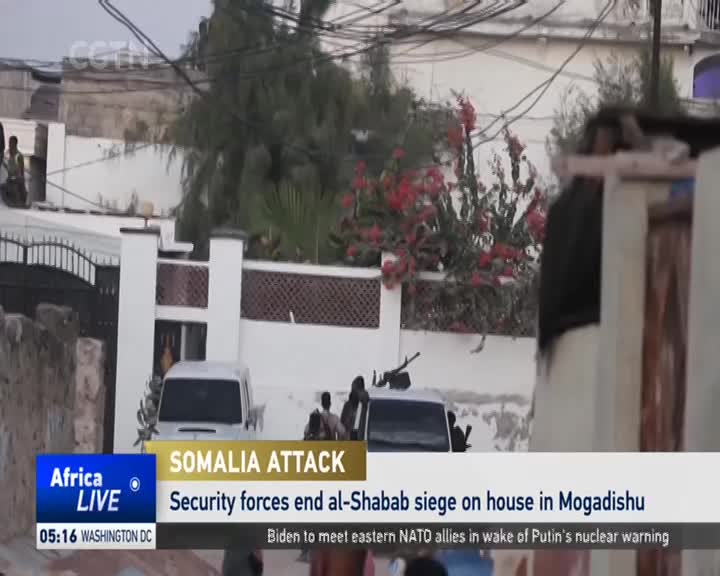 CGTN
SOMALIA ATTACK
Africa
LIVE
Security forces end al-Shabab siege on house in Mogadishu
05:16 WASHINGTON DC
Biden to meet eastern NATO allies in wake of Putin's nuclear warning